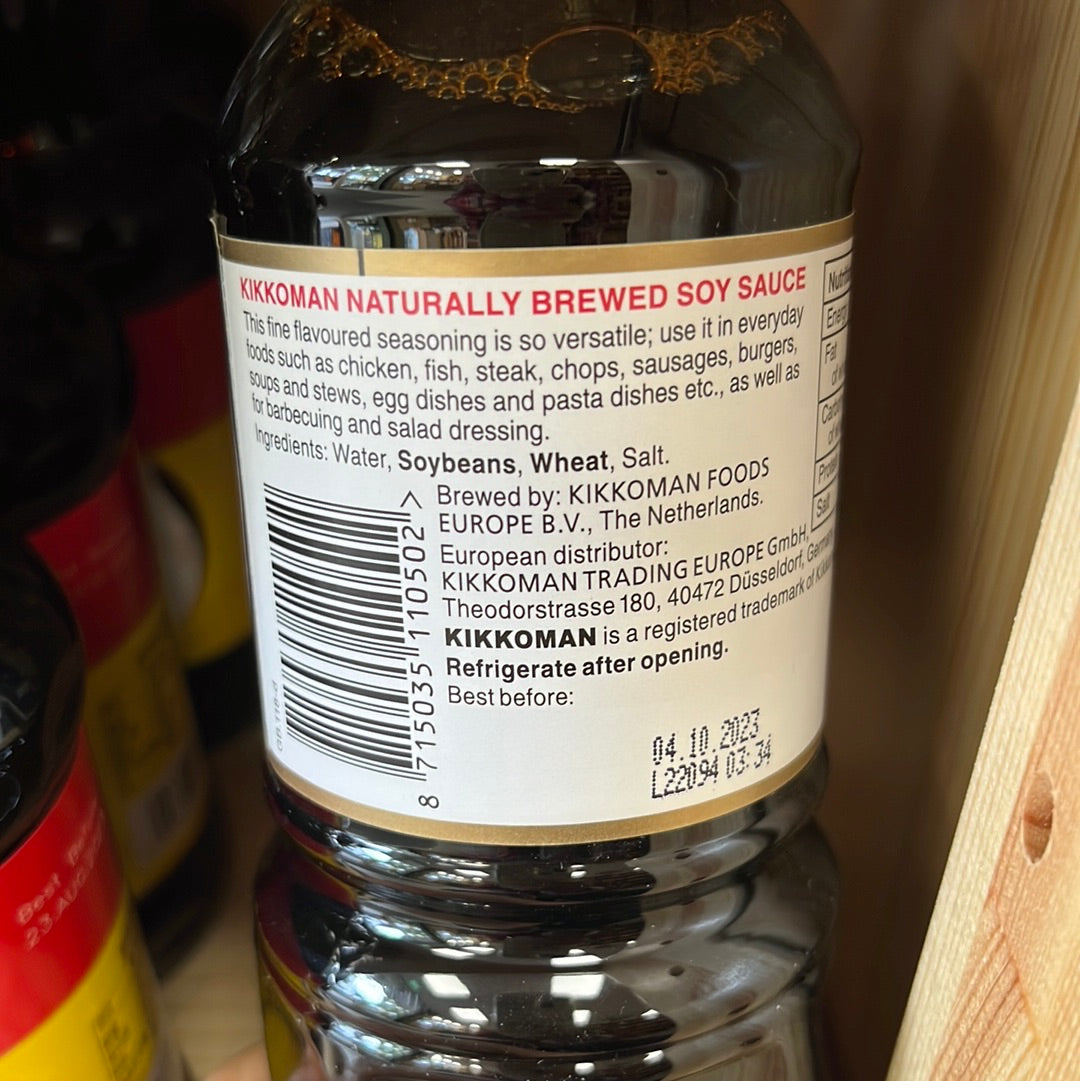 KIKKOMAN NATURALLY BREWED SOY SAUCE
This fine flavoured seasoning is so versatile; use it in everyday
foods such as chicken, fish, steak, chops, sausages, burgers,
soups and stews, egg dishes and pasta dishes etc., as well as
for barbecuing and salad dressing.
Ingredients: Water, Soybeans, Wheat, Salt.
Brewed by: KIKKOMAN FOODS
EUROPE B.V., The Netherlands.
European distributor:
KIKKOMAN TRADING EUROPE GmbH,
Theodorstrasse 180, 40472 Düsseldorf,
KIKKOMAN is a registered trademark of
Refrigerate after opening.
Best before:
04.10.2023
L22094 03:34
8 715035 110502 >
Fat
Salt
Best